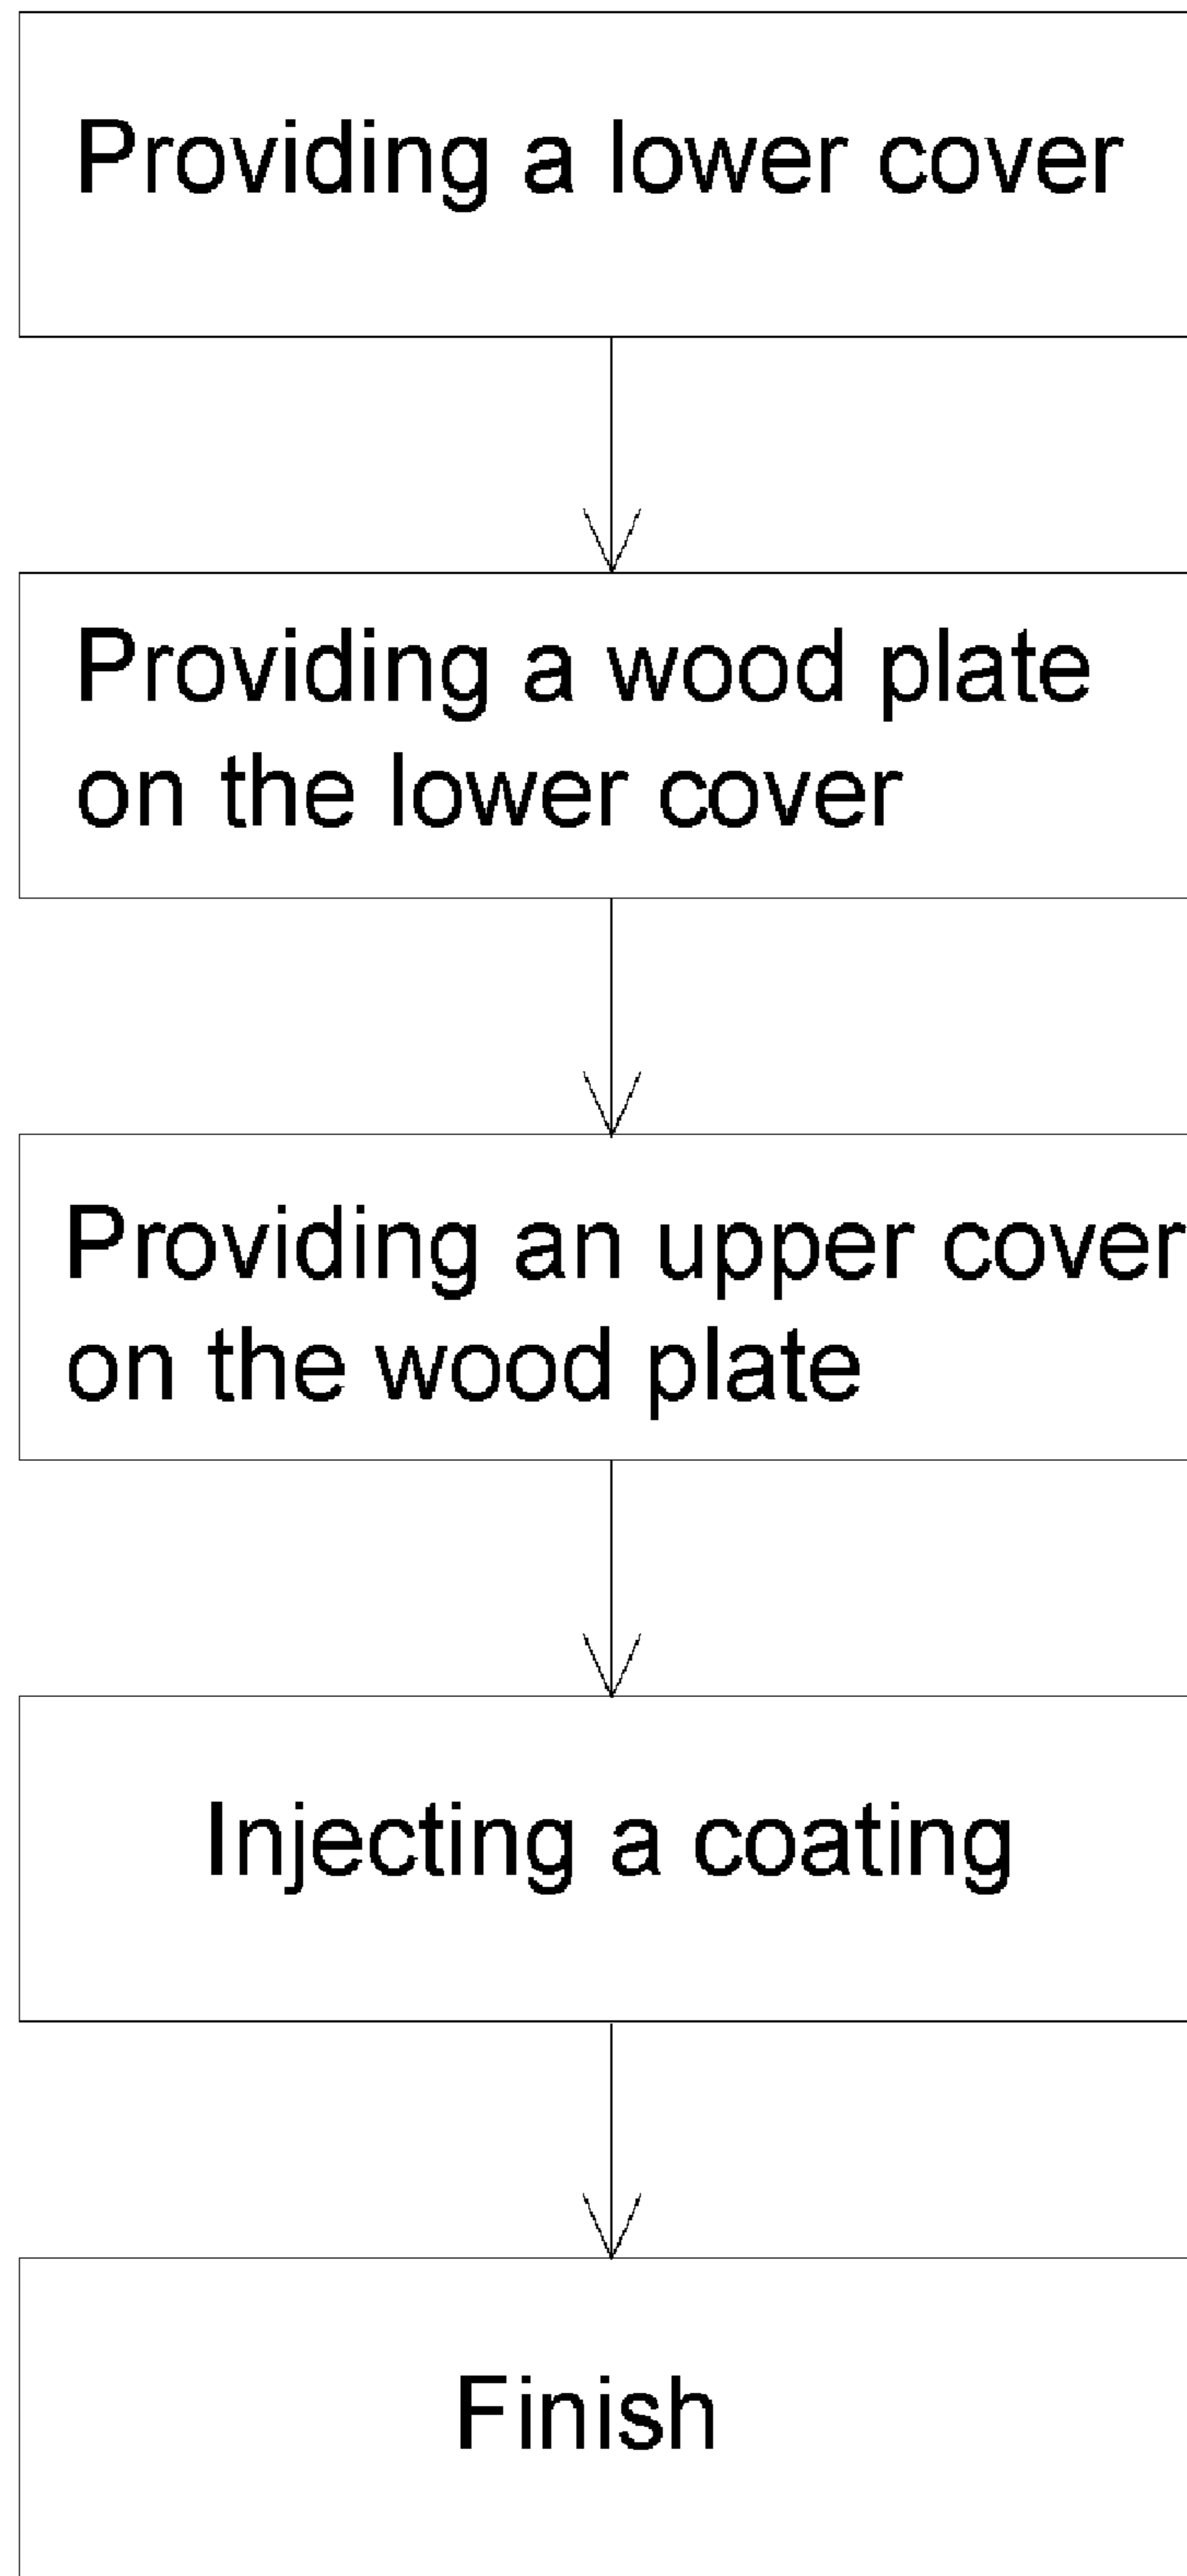 Providing a lower cover
Providing a wood plate
on the lower cover
Providing an upper cover
on the wood plate
Injecting a coating
Finish